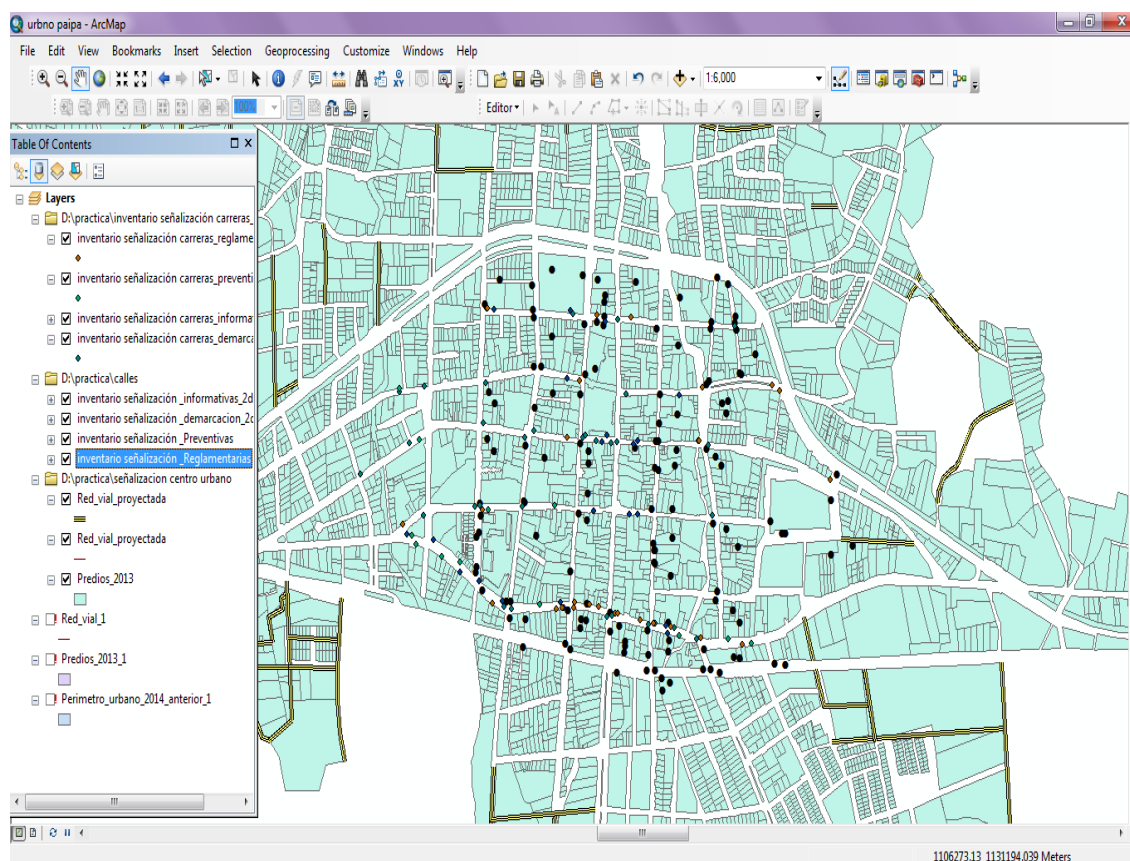 urbno paipa - ArcMap
File Edit View Bookmarks Insert Selection Geoprocessing Customize Windows Help
1:6,000
100%
Editor
Table Of Contents
Layers
D:\practica\inventario señalización carreras_
inventario señalización carreras_reglame
inventario señalización carreras_preventi
inventario señalización carreras_informat
inventario señalización carreras_demarca
D:\practica\calles
inventario señalización _informativas_2d
inventario señalización _demarcacion_2d
inventario señalización _Preventivas
inventario señalización _Reglamentarias
D:\practica\señalizacion centro urbano
Red_vial_proyectada
Red_vial_proyectada
Predios_2013
Red_vial_1
Predios_2013_1
Perimetro_urbano_2014_anterior_1
1106273.13 1131194.039 Meters